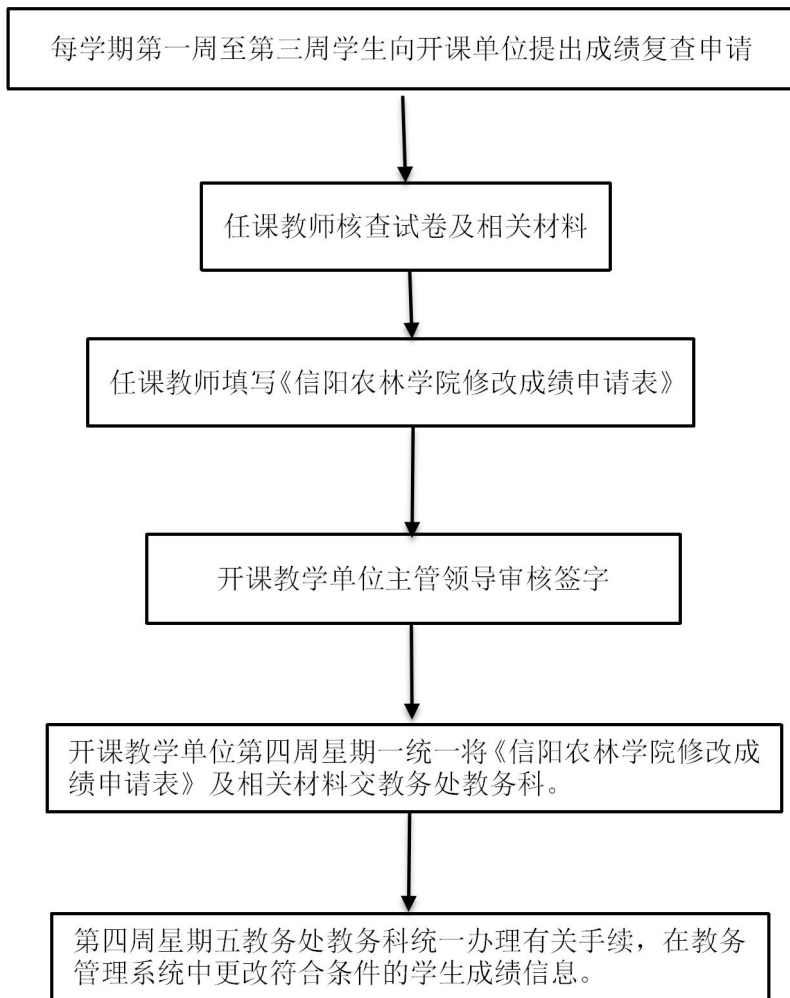 每学期第一周至第三周学生向开课单位提出成绩复查申请
任课教师核查试卷及相关材料
任课教师填写《信阳农林学院修改成绩申请表》
开课教学单位主管领导审核签字
开课教学单位第四周星期一统一将《信阳农林学院修改成
绩申请表》及相关材料交教务处教务科。
第四周星期五教务处教务科统一办理有关手续，在教务
管理系统中更改符合条件的学生成绩信息。